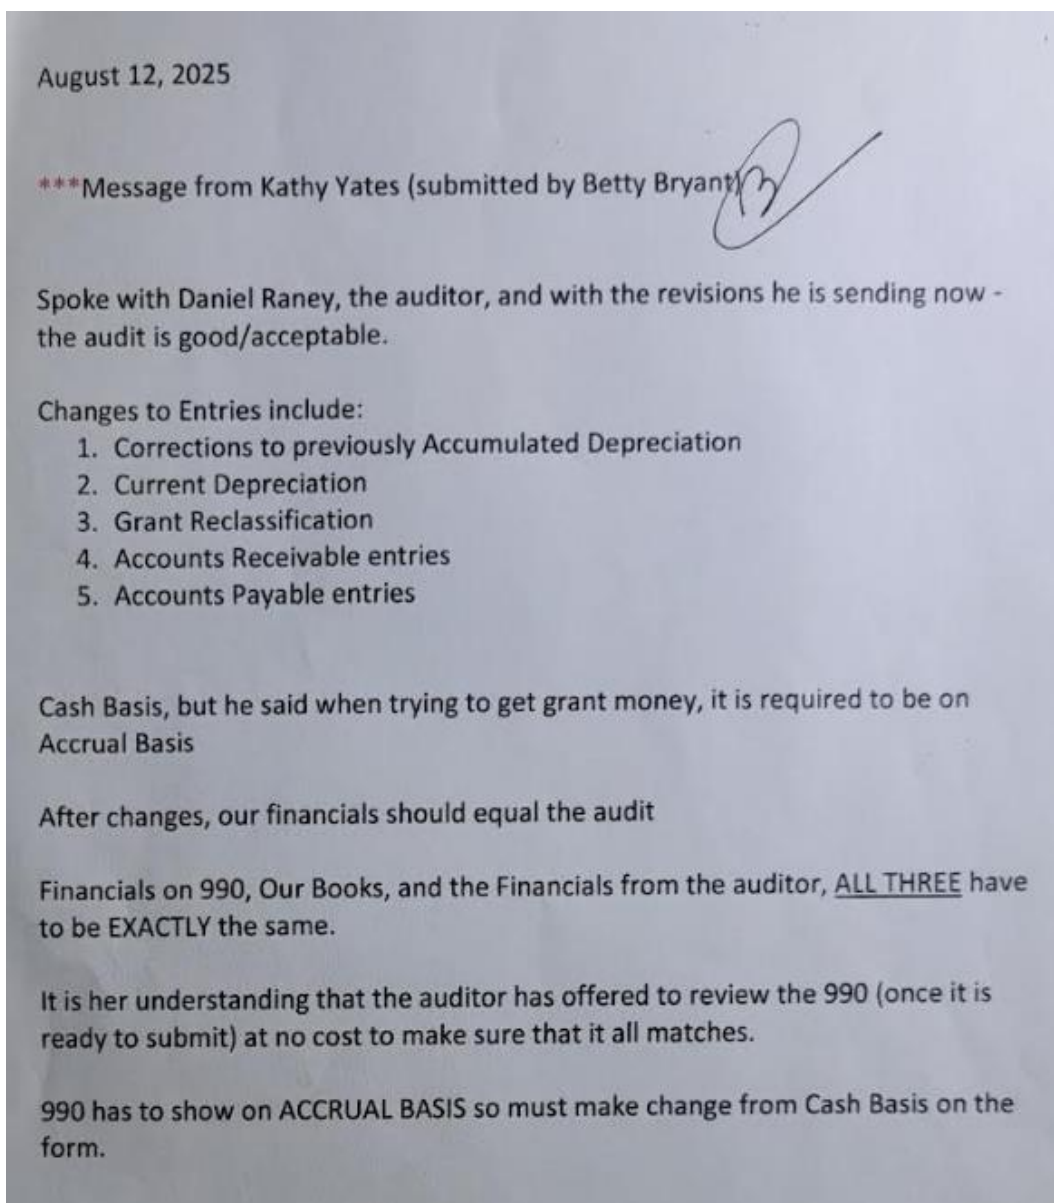 August 12, 2025
***Message from Kathy Yates (submitted by Betty Bryant)
Spoke with Daniel Raney, the auditor, and with the revisions he is sending now -
the audit is good/acceptable.
Changes to Entries include:
1. Corrections to previously Accumulated Depreciation
2. Current Depreciation
3. Grant Reclassification
4. Accounts Receivable entries
5. Accounts Payable entries
Cash Basis, but he said when trying to get grant money, it is required to be on
Accrual Basis
After changes, our financials should equal the audit
Financials on 990, Our Books, and the Financials from the auditor, ALL THREE have
to be EXACTLY the same.
It is her understanding that the auditor has offered to review the 990 (once it is
ready to submit) at no cost to make sure that it all matches.
990 has to show on ACCRUAL BASIS so must make change from Cash Basis on the
form.